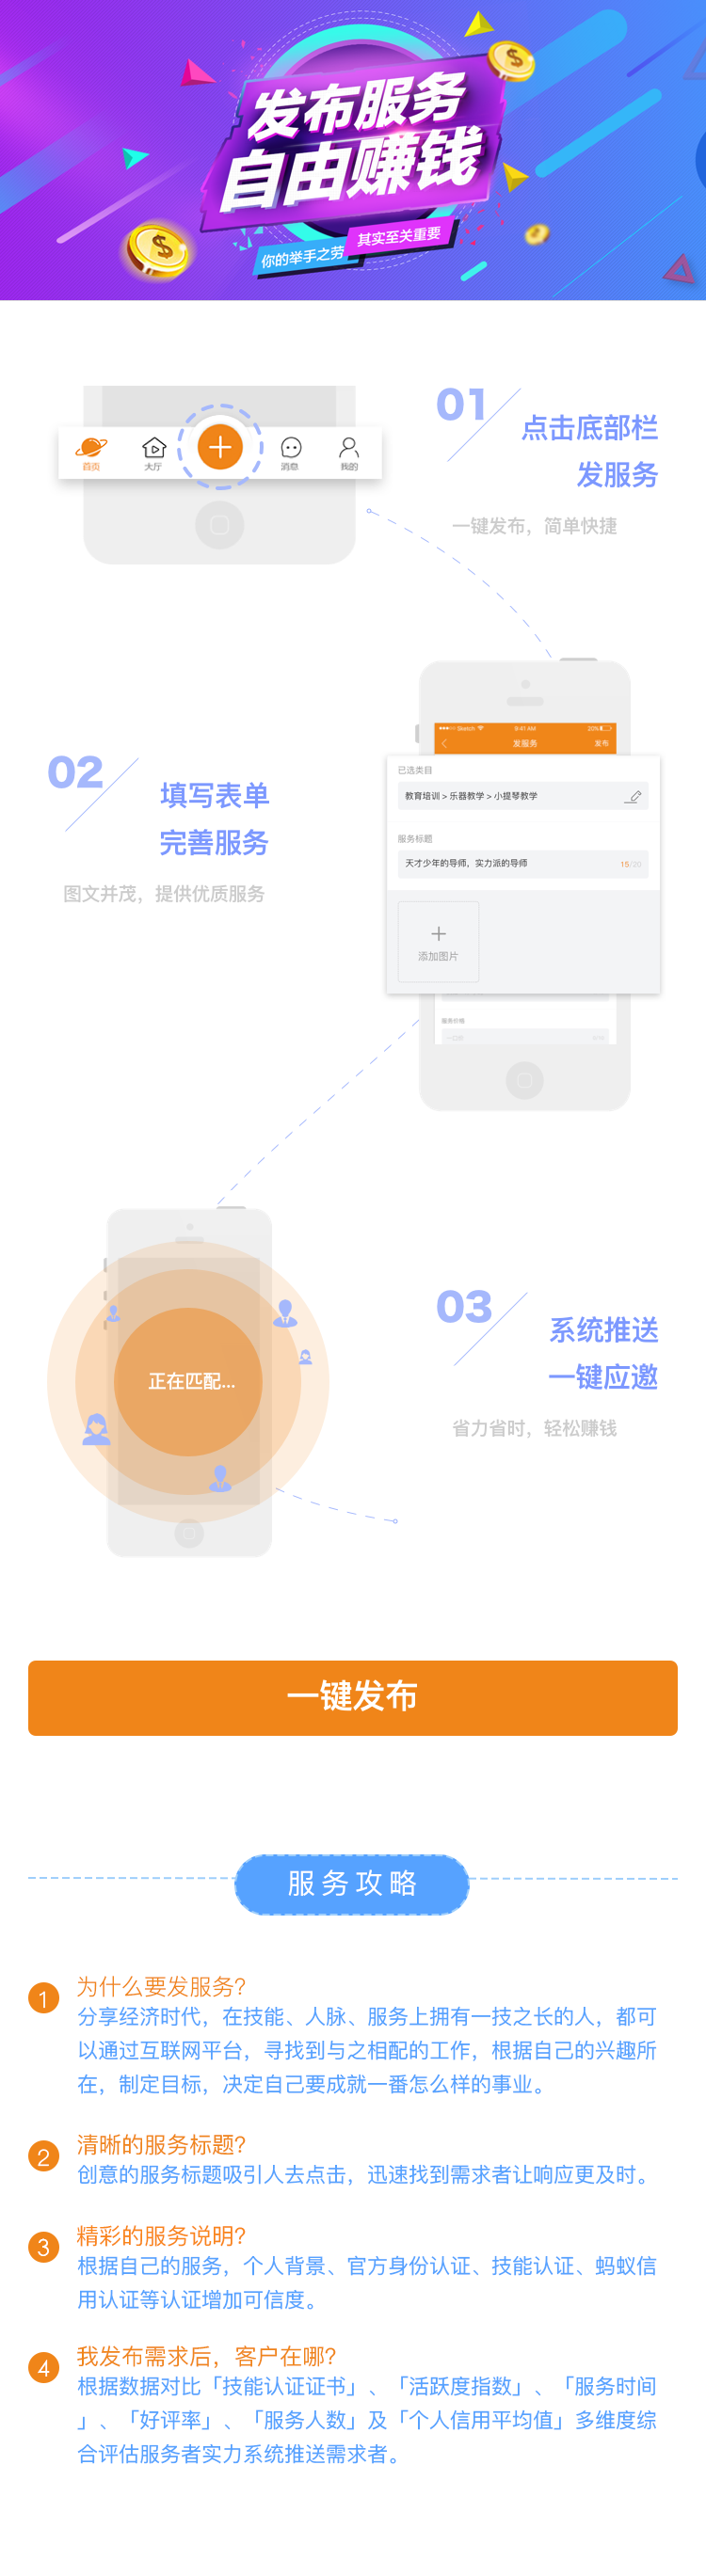 发布服务
自由赚钱
你的举手之劳
其实至关重要
01
点击底部栏
发服务
一键发布，简单快捷
首页
大厅
消息
我的
02
填写表单
完善服务
图文并茂，提供优质服务
Sketch
9:41 AM
20%
发服务
发布
已选类目
教育培训 > 乐器教学 > 小提琴教学
服务标题
天才少年的导师，实力派的导师
15/20
添加图片
服务价格
一口价
03
系统推送
一键应邀
省力省时，轻松赚钱
正在匹配...
一键发布
服务攻略
1
为什么要发服务?
分享经济时代，在技能、人脉、服务上拥有一技之长的人，都可
以通过互联网平台，寻找到与之相配的工作，根据自己的兴趣所
在，制定目标，决定自己要成就一番怎么样的事业。
2
清晰的服务标题?
创意的服务标题吸引人去点击，迅速找到需求者让响应更及时。
3
精彩的服务说明?
根据自己的服务，个人背景、官方身份认证、技能认证、蚂蚁信
用认证等认证增加可信度。
4
我发布需求后，客户在哪?
根据数据对比「技能认证证书」、「活跃度指数」、「服务时间
」、「好评率」、「服务人数」及「个人信用平均值」多维度综
合评估服务者实力系统推送需求者。